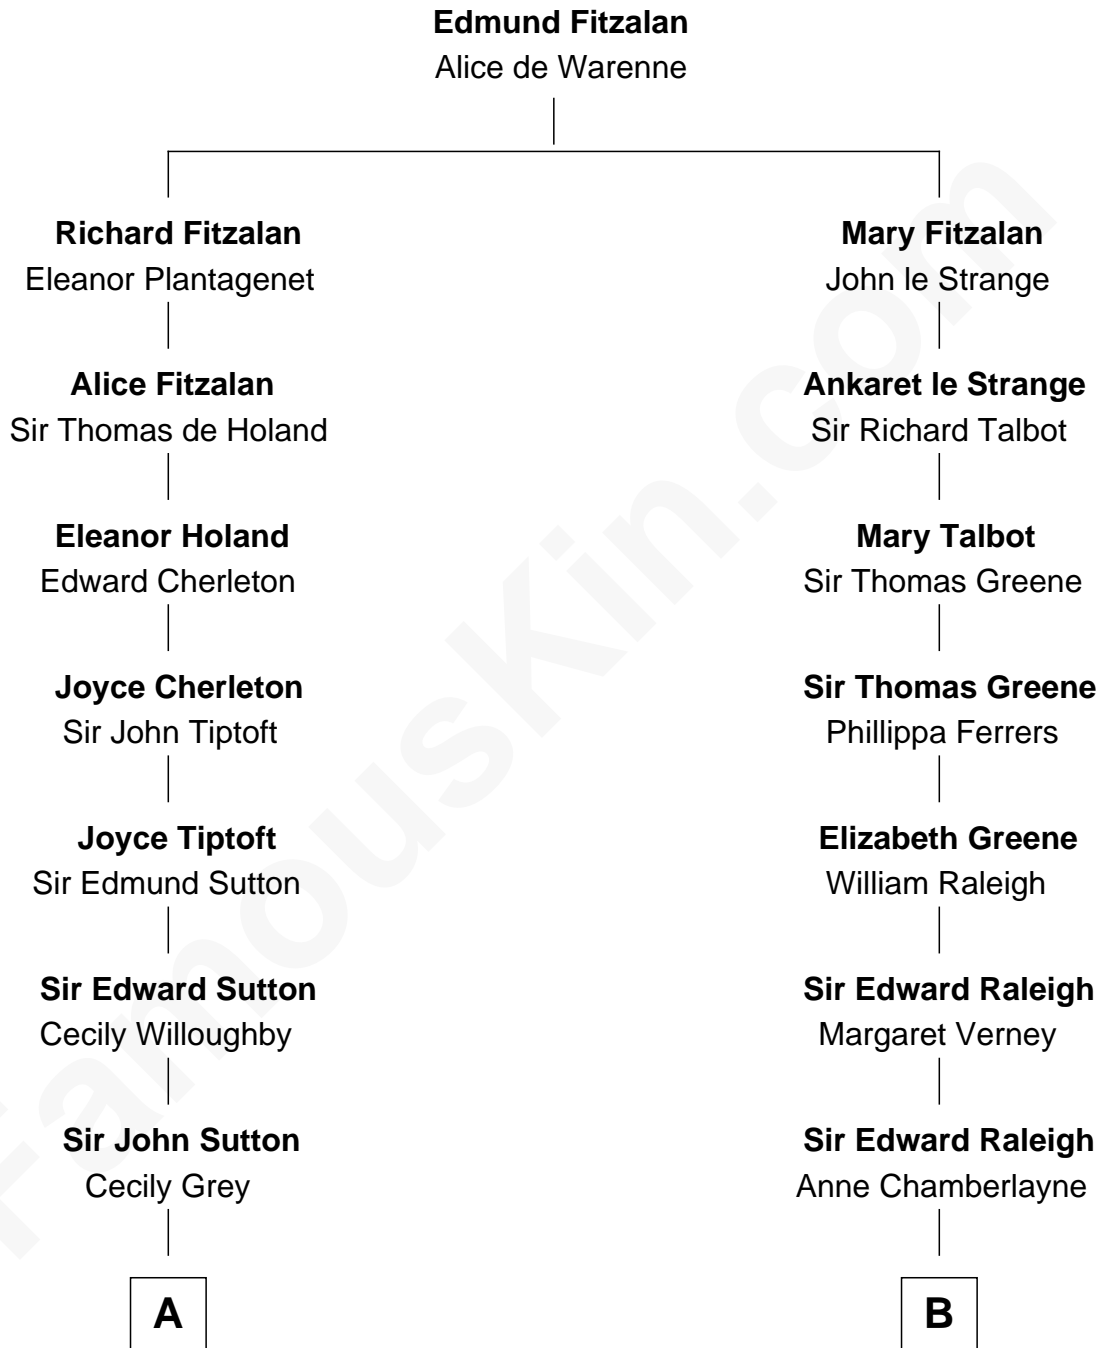 Edmund Fitzalan
Alice de Warenne
Richard Fitzalan
Eleanor Plantagenet
Mary Fitzalan
John le Strange
Alice Fitzalan
Sir Thomas de Holand
Ankaret le Strange
Sir Richard Talbot
Eleanor Holand
Edward Cherleton
Mary Talbot
Sir Thomas Greene
Joyce Cherleton
Sir John Tiptoft
Sir Thomas Greene
Phillippa Ferrers
Joyce Tiptoft
Sir Edmund Sutton
Elizabeth Greene
William Raleigh
Sir Edward Sutton
Cecily Willoughby
Sir Edward Raleigh
Margaret Verney
Sir John Sutton
Cecily Grey
Sir Edward Raleigh
Anne Chamberlayne
A
B
FamousKin.com